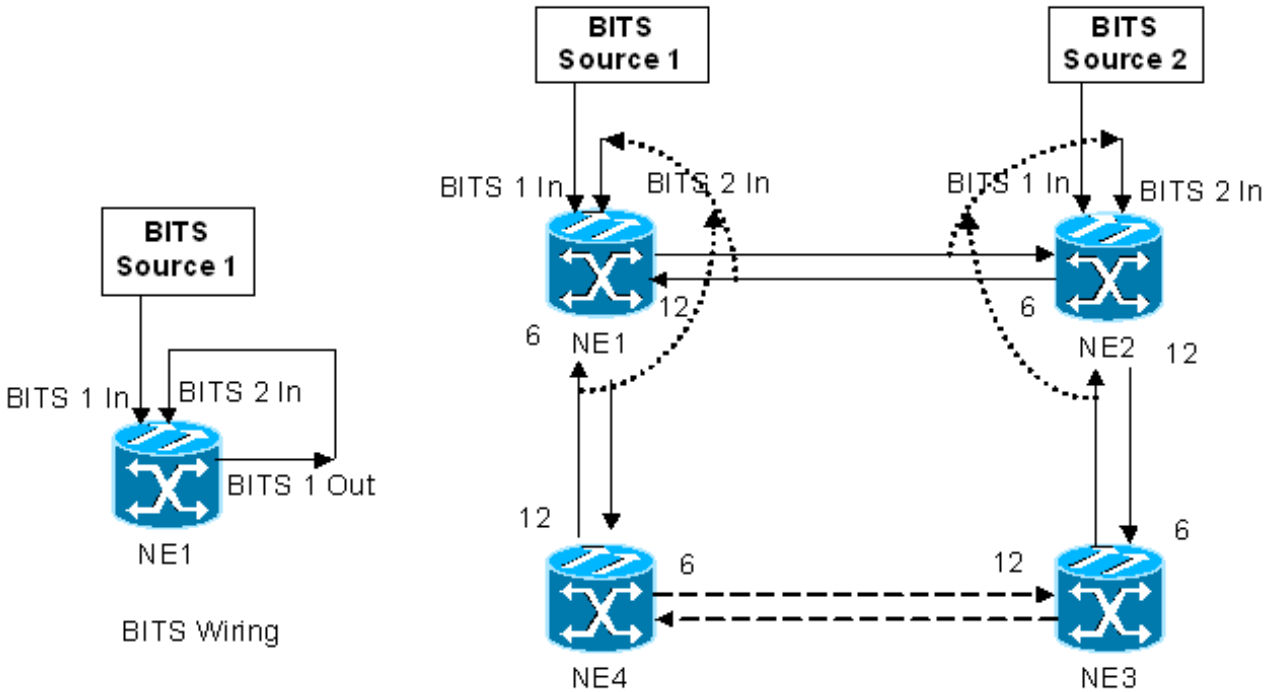 BITS
Source 1
BITS
Source 2
BITS 1 In
BITS 2 In
BITS 1 In
BITS 2 In
BITS
Source 1
12
6
6
NE1
NE2
12
BITS 1 In
BITS 2 In
BITS 1 Out
12
6
NE1
6
12
BITS Wiring
NE4
NE3